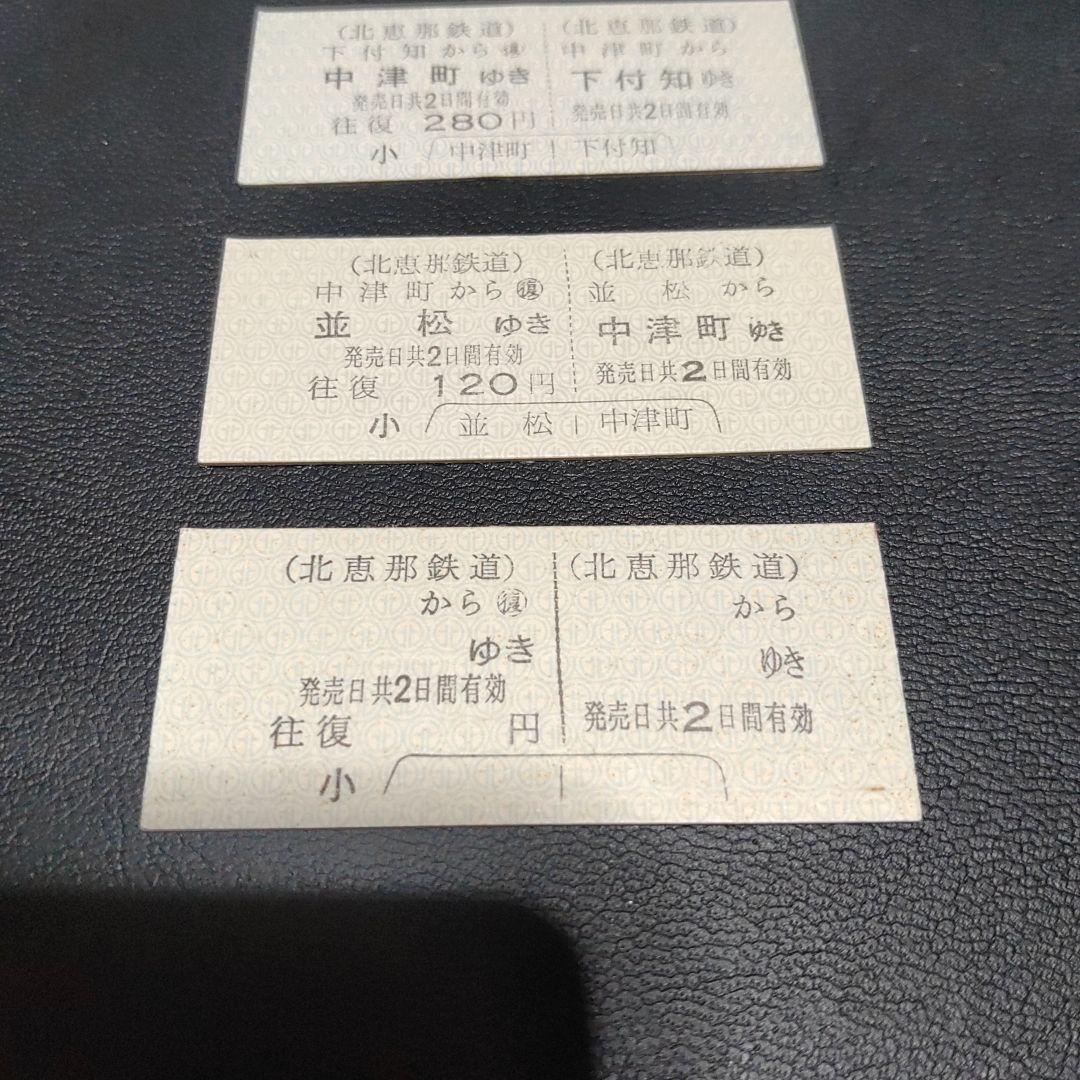 (北恵那鉄道)
下付知から㊝
中津町ゆき
発売日共2日間有効
往復 280円
(北恵那鉄道)
中津町から
下付知ゆき
発売日共2日間有効
小 中津町 下付知
(北恵那鉄道)
中津町から復
並松ゆき
発売日共2日間有効
往復 120円
(北恵那鉄道)
並松から
中津町ゆき
発売日共2日間有効
小 並松 中津町
(北恵那鉄道)
から復
ゆき
発売日共2日間有効
往復 円
(北恵那鉄道)
から
ゆき
発売日共2日間有効
小